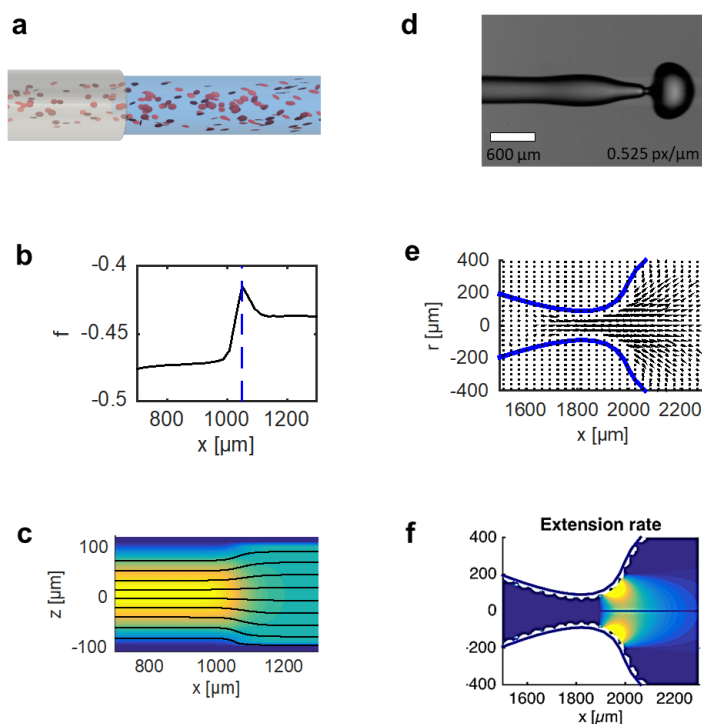 a
d
600 µm
0.525 px/µm
b
f
-0.4
-0.45
-0.5
800
1000
1200
x [µm]
e
r [µm]
400
200
0
-200
-400
1600
1800
2000
2200
x [µm]
c
z [µm]
100
0
-100
800
1000
1200
x [µm]
f
Extension rate
400
200
0
-200
-400
1600
1800
2000
2200
x [µm]